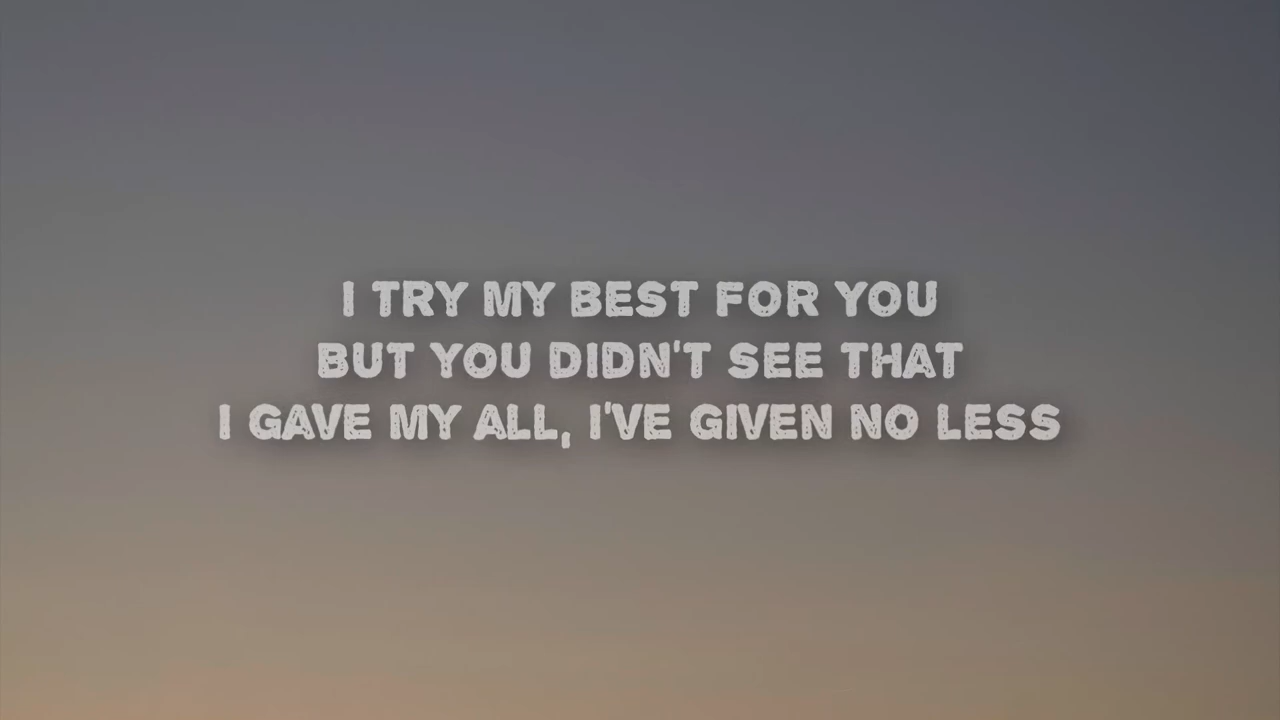 I TRY MY BEST FOR YOU
BUT YOU DIDN'T SEE THAT
I GAVE MY ALL, I'VE GIVEN NO LESS